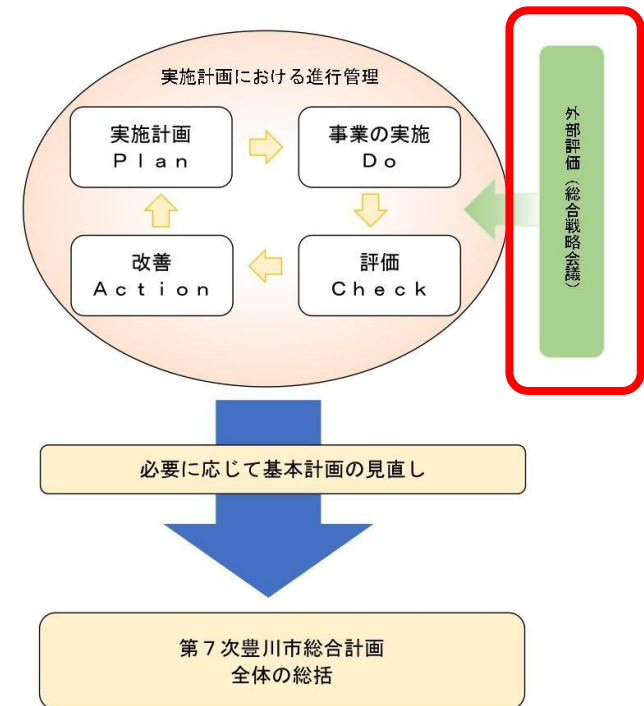 実施計画における進行管理
実施計画
Ｐｌａｎ
事業の実施
Ｄｏ
改善
Ａｃｔｉｏｎ
評価
Ｃｈｅｃｋ
外部評価（総合戦略会議）
必要に応じて基本計画の見直し
第７次豊川市総合計画
全体の総括